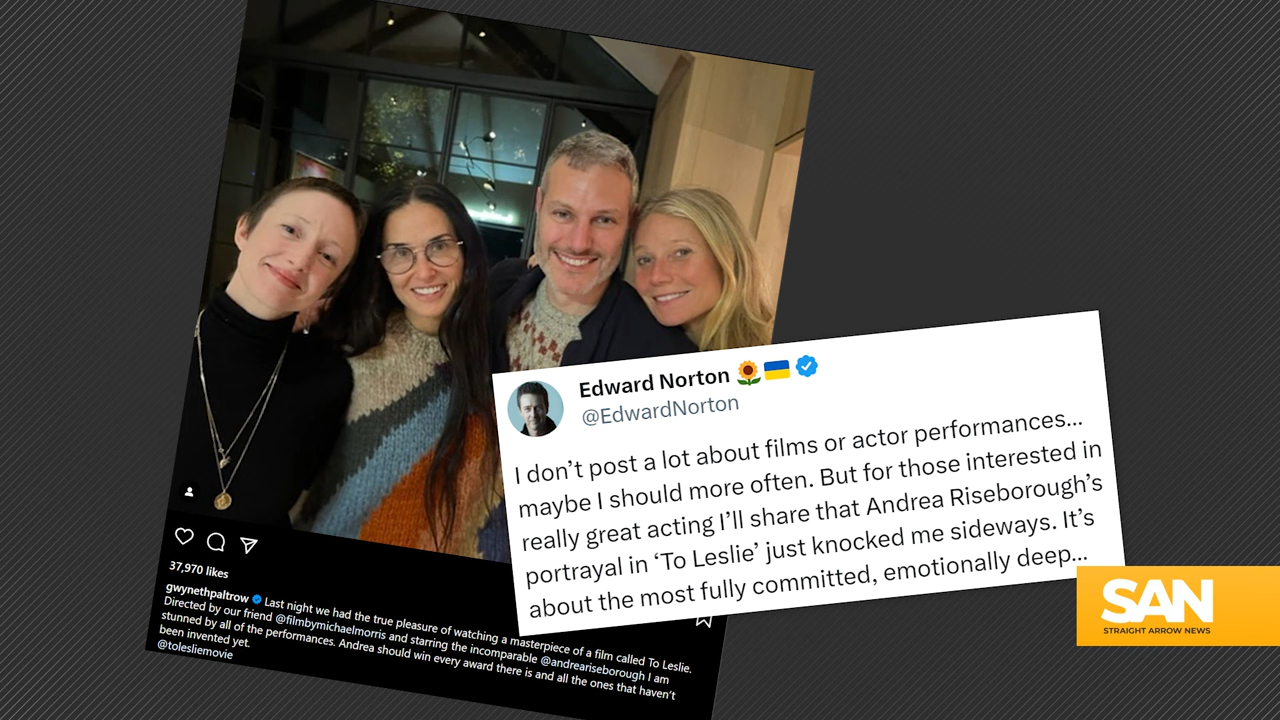 37,970 likes
gwynethpaltrow Last night we had the true pleasure of watching a masterpiece of a film called To Leslie.
Directed by our friend @filmbymichaelmorris and starring the incomparable @andreariseborough I am
stunned by all of the performances. Andrea should win every award there is and all the ones that haven't
been invented yet.
@tolesliemovie
Edward Norton 🌻🇺🇦
@EdwardNorton
I don’t post a lot about films or actor performances...
maybe I should more often. But for those interested in
really great acting I’ll share that Andrea Riseborough’s
portrayal in ‘To Leslie’ just knocked me sideways. It’s
about the most fully committed, emotionally deep...
SAN
STRAIGHT ARROW NEWS